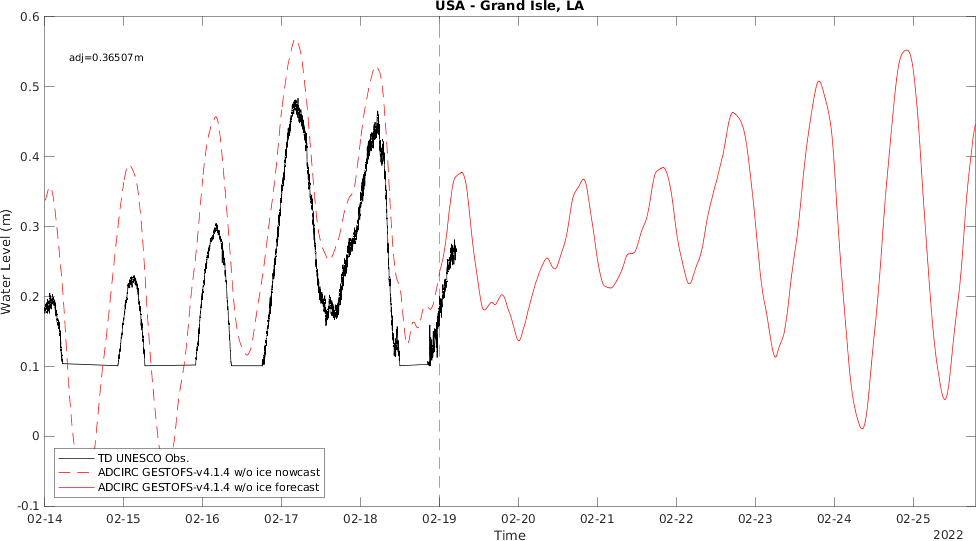 USA - Grand Isle, LA
0.6
adj=0.36507m
0.5
0.4
0.3
0.2
0.1
0
-0.1
Water Level (m)
TD UNESCO Obs.
ADCIRC GESTOFS-v4.1.4 w/o ice nowcast
ADCIRC GESTOFS-v4.1.4 w/o ice forecast
02-14 02-15 02-16 02-17 02-18 02-19 02-20 02-21 02-22 02-23 02-24 02-25
Time
2022